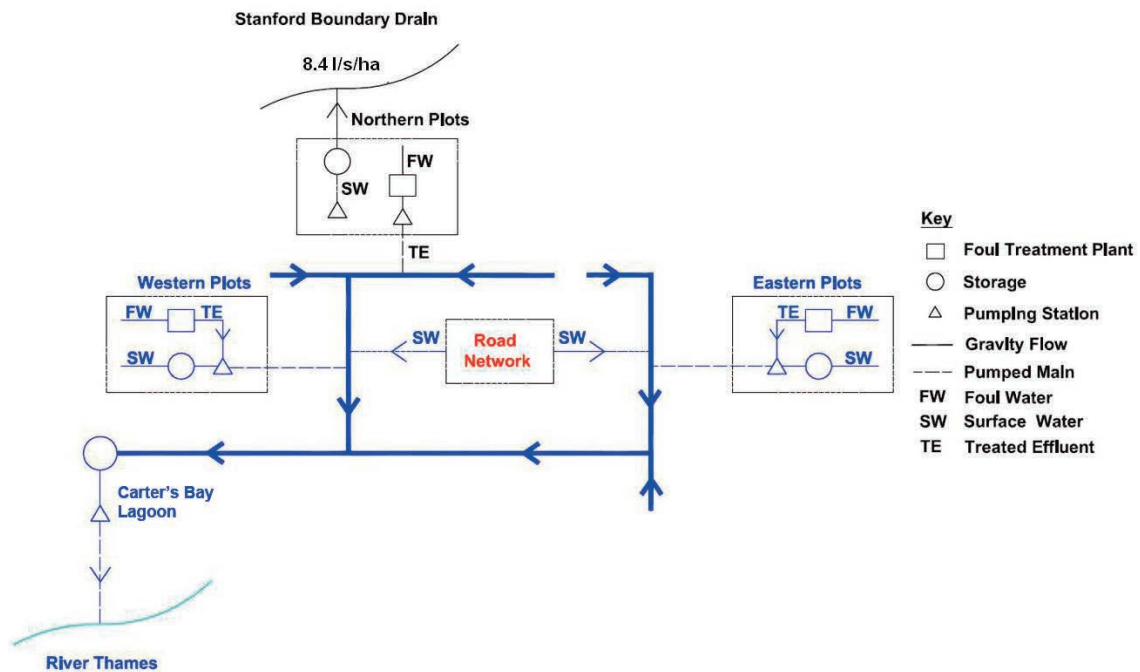 Stanford Boundary Drain
8.4 l/s/ha
Northern Plots
FW
SW
TE
Western Plots
FW TE
SW
SW
Road
Network
SW
Eastern Plots
TE FW
SW
Carter's Bay
Lagoon
River Thames
Key
Foul Treatment Plant
Storage
Pumping Station
Gravity Flow
Pumped Main
FW Foul Water
SW Surface Water
TE Treated Effluent